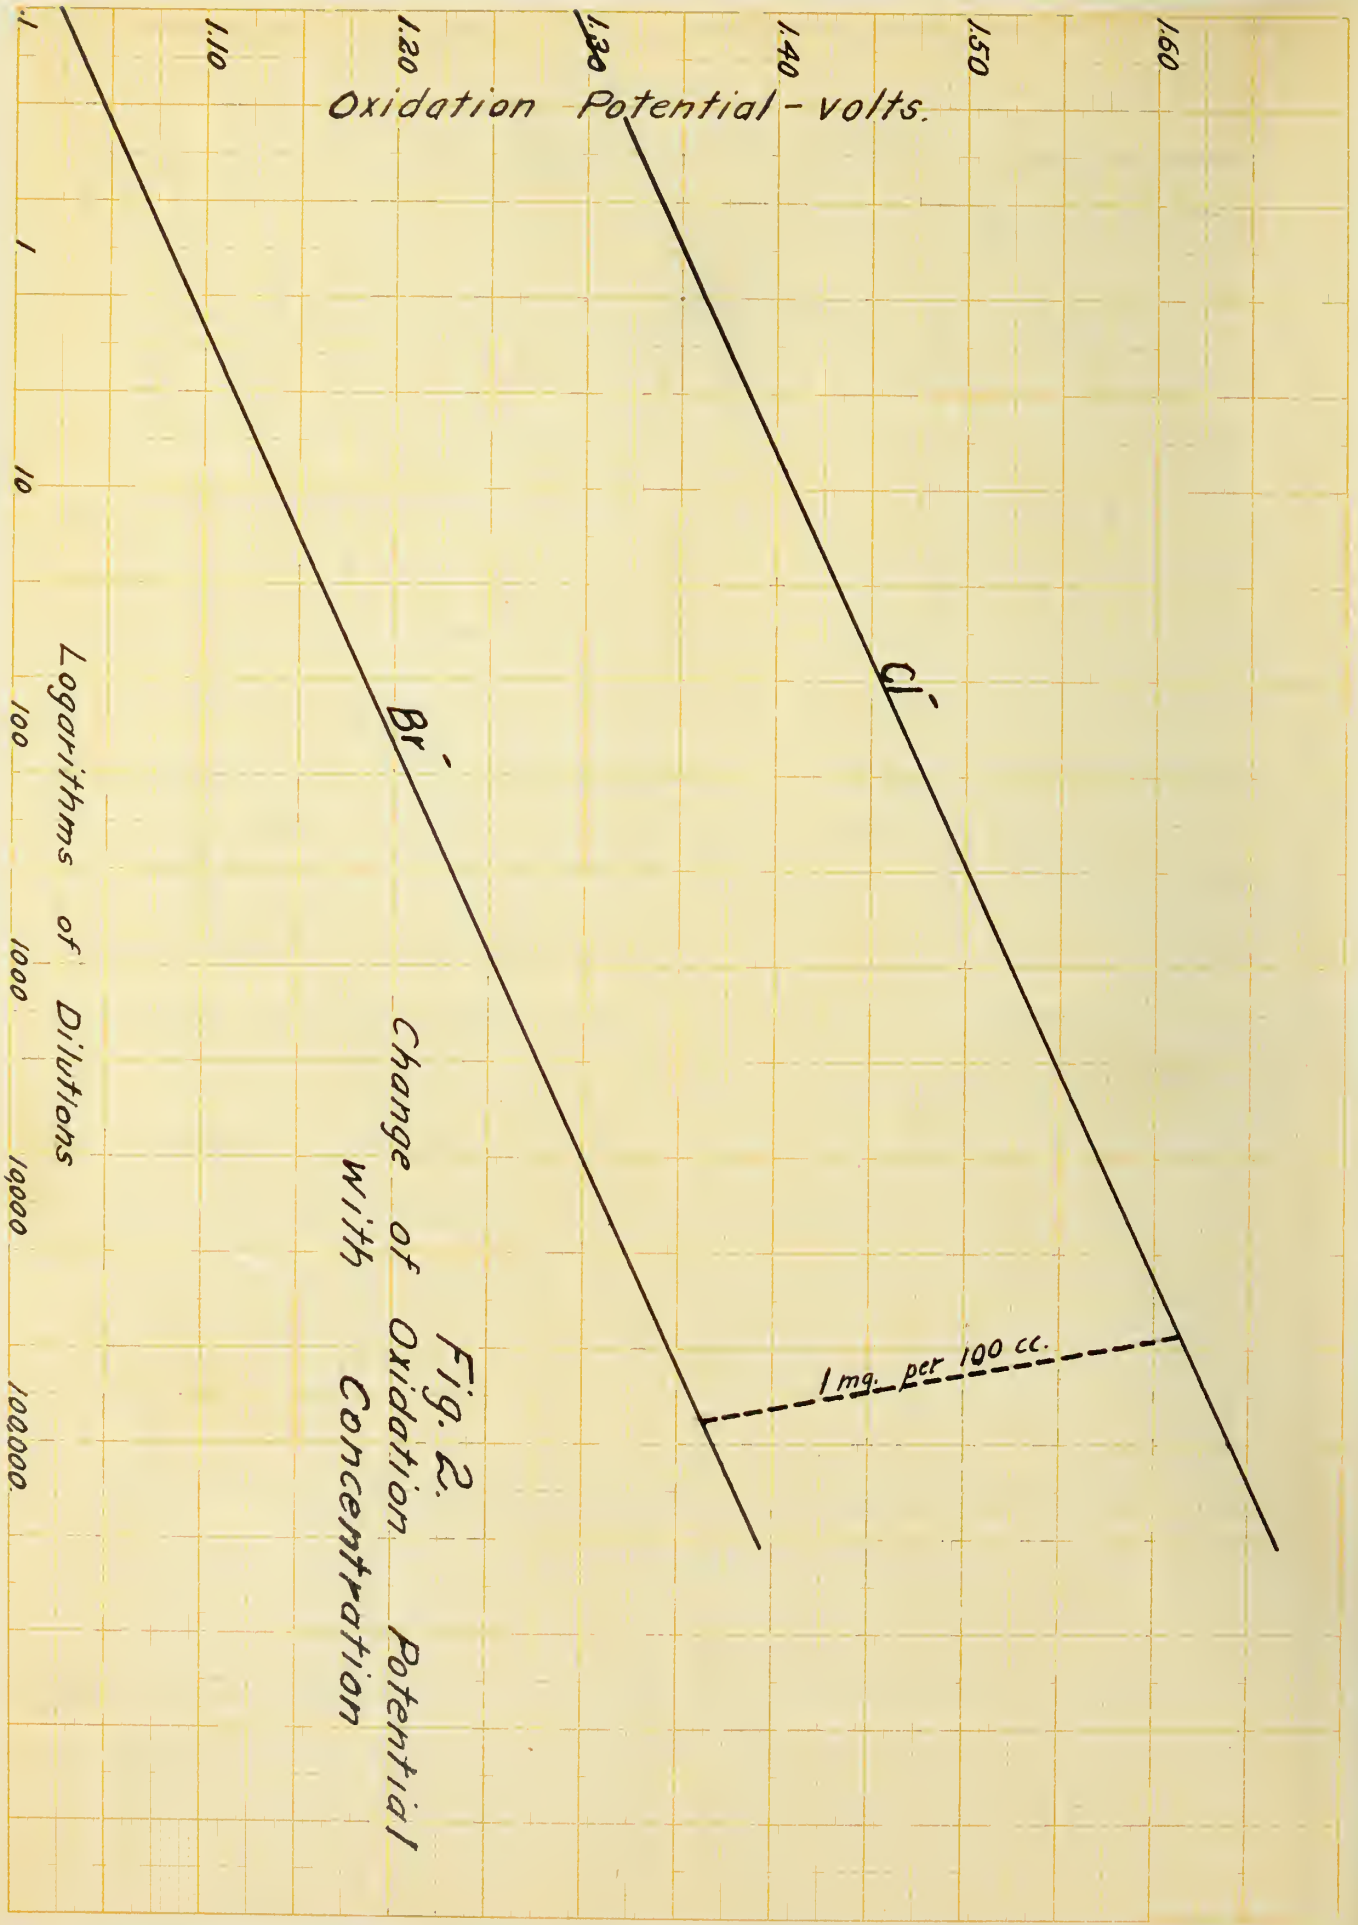 1.60
1.50
1.40
1.30
1.20
1.10
Oxidation Potential - volts.
Cl⁻
Br⁻
1 mg. per 100 cc.
Fig. 2.
Change of Oxidation Potential
with Concentration
Logarithms of Dilutions
.1. 1. 10. 100 1000. 10,000. 100,000.